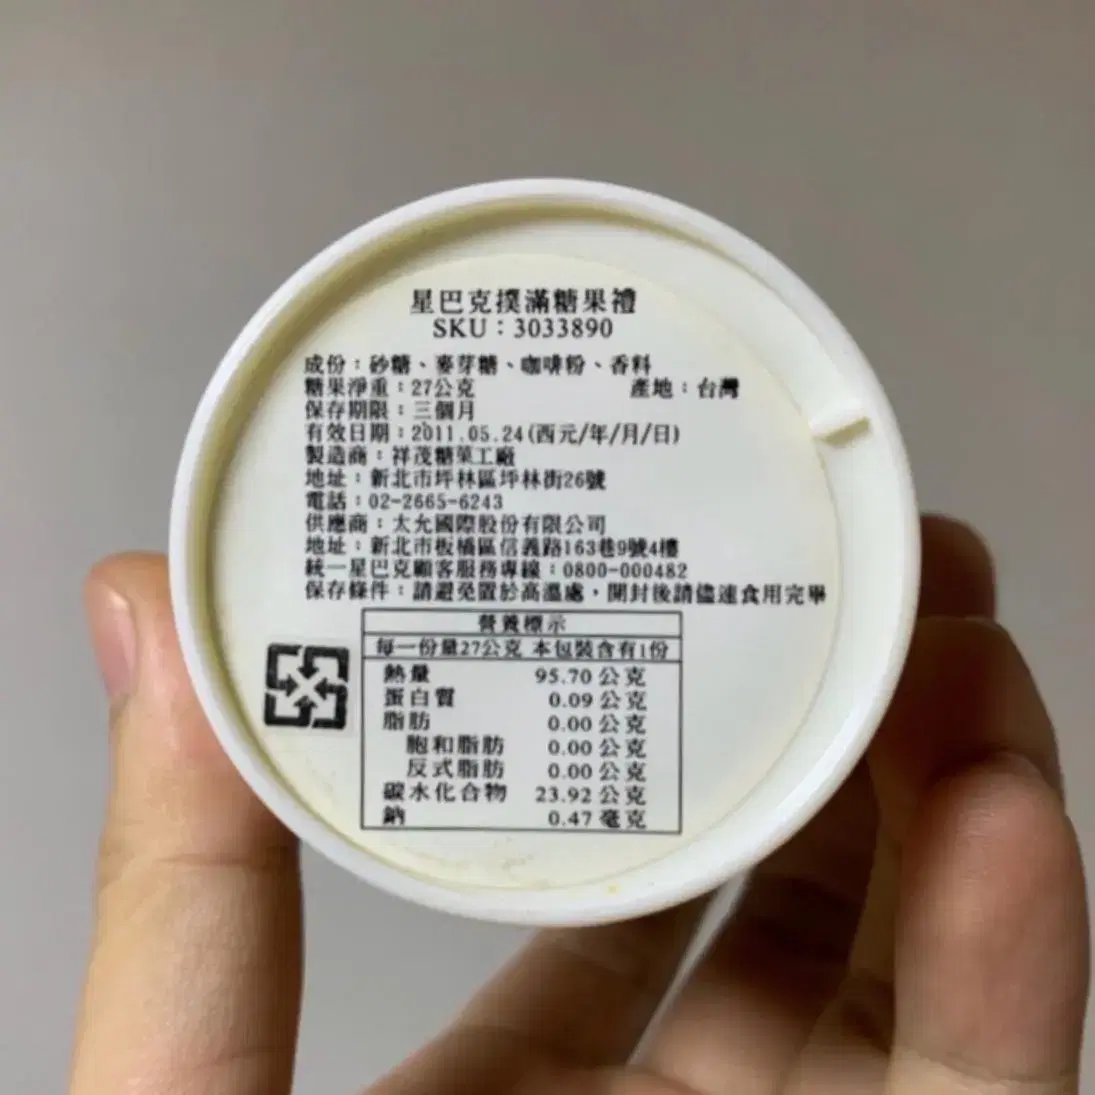 星巴克撲滿糖果禮
SKU：3033890
成份：砂糖、麥芽糖、咖啡粉、香料
糖果淨重：27公克 產地：台灣
保存期限：三個月
有效日期：2011.05.24(西元/年/月/日)
製造商：祥茂糖菓工廠
地址：新北市坪林區坪林街26號
電話：02-2665-6243
供應商：太允國際股份有限公司
地址：新北市板橋區信義路163巷9號4樓
統一星巴克顧客服務專線：0800-000482
保存條件：請避免置於高溫處，開封後請儘速食用完畢
營養標示
每一份量27公克 本包裝含有1份
熱量 95.70 公克
蛋白質 0.09 公克
脂肪 0.00 公克
飽和脂肪 0.00 公克
反式脂肪 0.00 公克
碳水化合物 23.92 公克
鈉 0.47 毫克